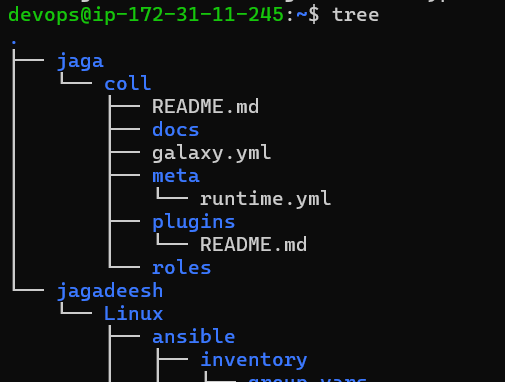 devops@ip-172-31-11-245:~$ tree
.
├── jaga
│   └── coll
│       ├── README.md
│       ├── docs
│       ├── galaxy.yml
│       ├── meta
│       │   └── runtime.yml
│       ├── plugins
│       │   └── README.md
│       └── roles
└── jagadeesh
    └── Linux
        ├── ansible
        │   ├── inventory
        │   │   └── group_vars